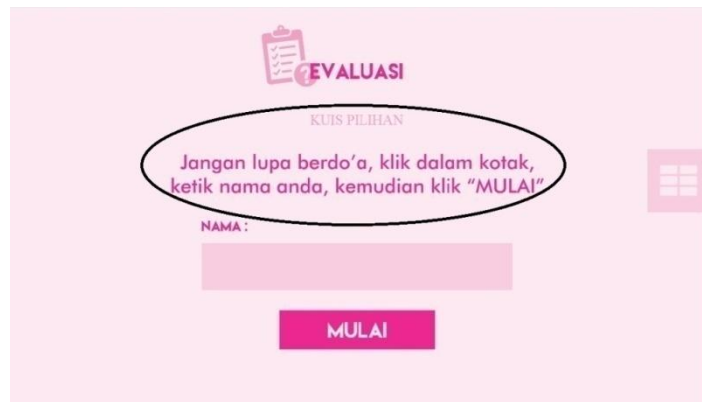 EVALUASI
KUIS PILIHAN
Jangan lupa berdo'a, klik dalam kotak,
ketik nama anda, kemudian klik “MULAI”
NAMA :
MULAI